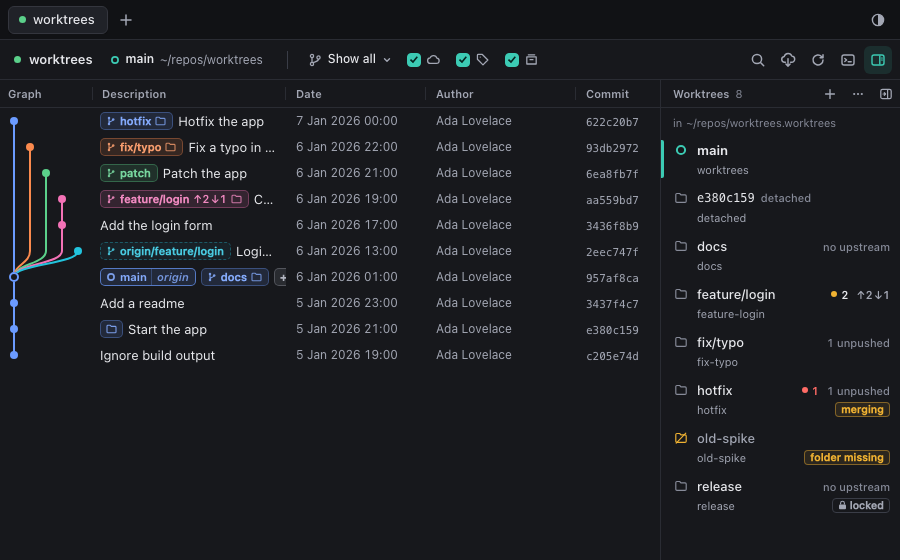 worktrees
worktrees main ~/repos/worktrees Show all
Graph Description Date Author Commit
hotfix Hotfix the app 7 Jan 2026 00:00 Ada Lovelace 622c20b7
fix/typo Fix a typo in ... 6 Jan 2026 22:00 Ada Lovelace 93db2972
patch Patch the app 6 Jan 2026 21:00 Ada Lovelace 6ea8fb7f
feature/login ↑2↓1 C... 6 Jan 2026 19:00 Ada Lovelace aa559bd7
Add the login form 6 Jan 2026 17:00 Ada Lovelace 3436f8b9
origin/feature/login Logi... 6 Jan 2026 13:00 Ada Lovelace 2eec747f
main origin docs + 6 Jan 2026 01:00 Ada Lovelace 957af8ca
Add a readme 5 Jan 2026 23:00 Ada Lovelace 3437f4c7
Start the app 5 Jan 2026 21:00 Ada Lovelace e380c159
Ignore build output 5 Jan 2026 19:00 Ada Lovelace c205e74d
Worktrees 8
in ~/repos/worktrees.worktrees
main
worktrees
e380c159 detached
detached
docs no upstream
docs
feature/login 2 ↑2↓1
feature-login
fix/typo 1 unpushed
fix-typo
hotfix 1 1 unpushed
hotfix merging
old-spike
old-spike folder missing
release no upstream
release locked